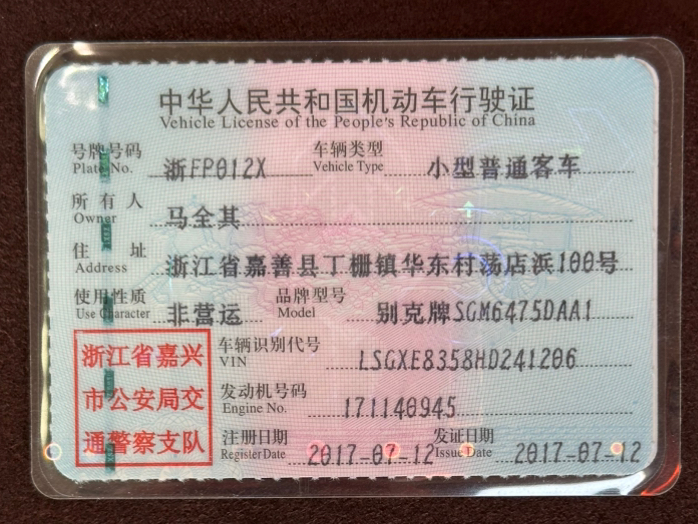 中华人民共和国机动车行驶证
Vehicle License of the People's Republic of China
号牌号码 浙FP012X 车辆类型 小型普通客车
Plate No. Vehicle Type
所有人 马全其
Owner
住址 浙江省嘉善县丁栅镇华东村荡店浜100号
Address
使用性质 非营运 品牌型号 别克牌SGM6475DAA1
Use Character Model
浙江省嘉兴
市公安局交
通警察支队
车辆识别代号 LSGXE8358HD241206
VIN
发动机号码 171140945
Engine No.
注册日期 2017-07-12 发证日期 2017-07-12
Register Date Issue Date